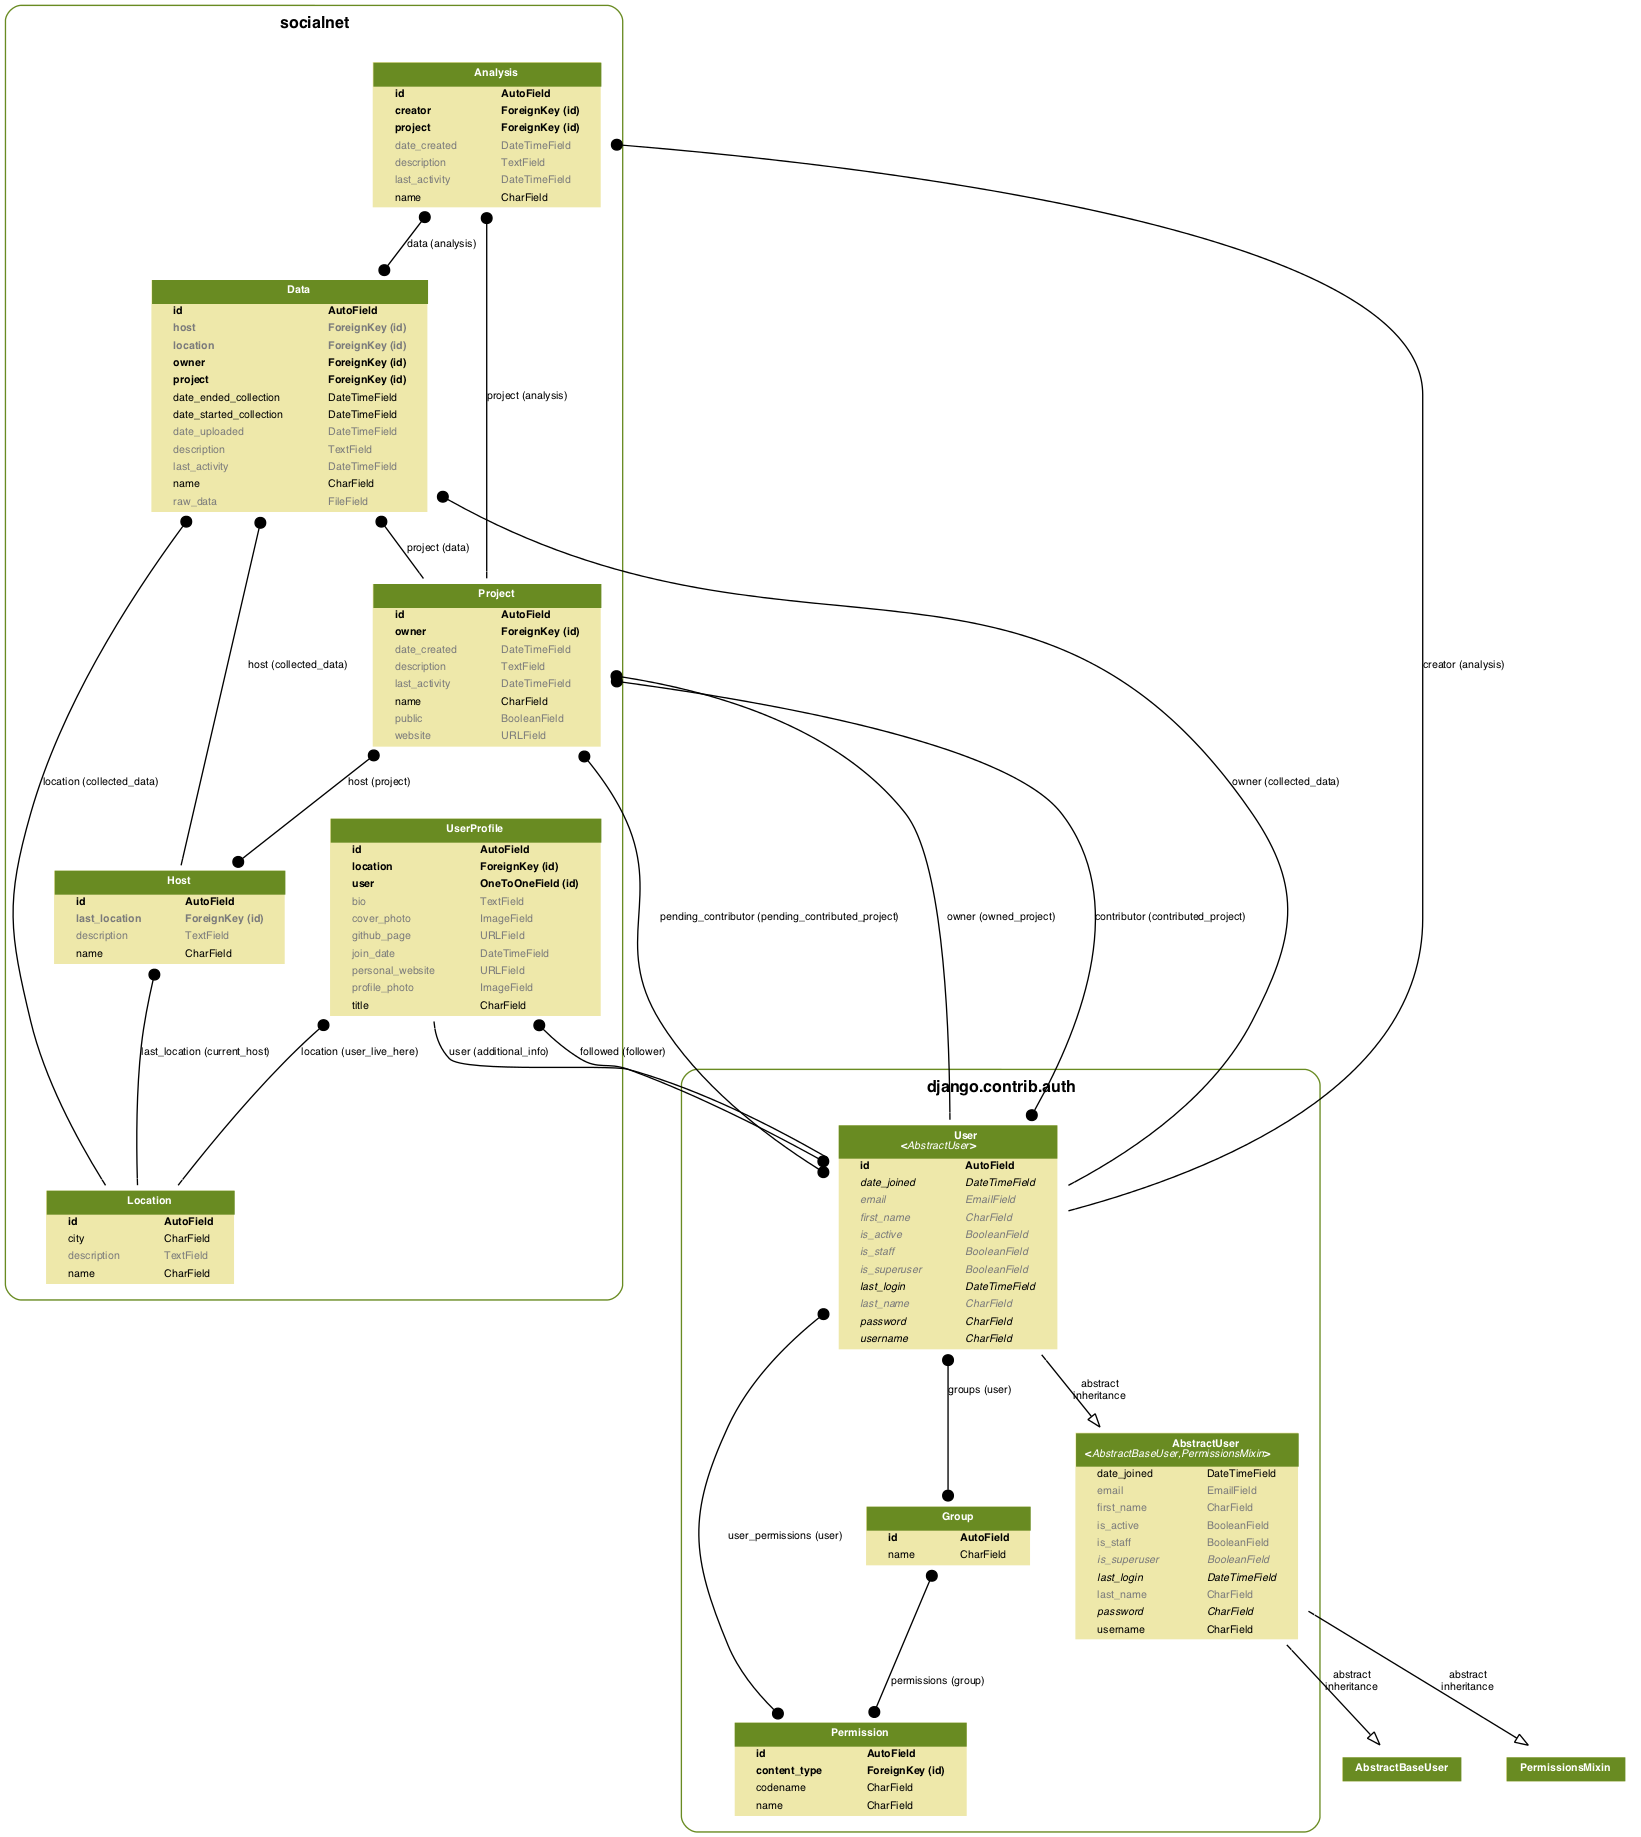 socialnet
Analysis
id AutoField
creator ForeignKey (id)
project ForeignKey (id)
date_created DateTimeField
description TextField
last_activity DateTimeField
name CharField
data (analysis)
Data
id AutoField
host ForeignKey (id)
location ForeignKey (id)
owner ForeignKey (id)
project ForeignKey (id)
date_ended_collection DateTimeField
date_started_collection DateTimeField
date_uploaded DateTimeField
description TextField
last_activity DateTimeField
name CharField
raw_data FileField
project (analysis)
project (data)
Project
id AutoField
owner ForeignKey (id)
date_created DateTimeField
description TextField
last_activity DateTimeField
name CharField
public BooleanField
website URLField
host (collected_data)
creator (analysis)
location (collected_data)
host (project)
owner (collected_data)
UserProfile
id AutoField
location ForeignKey (id)
user OneToOneField (id)
bio TextField
cover_photo ImageField
github_page URLField
join_date DateTimeField
personal_website URLField
profile_photo ImageField
title CharField
Host
id AutoField
last_location ForeignKey (id)
description TextField
name CharField
pending_contributor (pending_contributed_project)
owner (owned_project)
contributor (contributed_project)
last_location (current_host)
location (user_live_here)
user (additional_info)
followed (follower)
Location
id AutoField
city CharField
description TextField
name CharField
django.contrib.auth
User
<AbstractUser>
id AutoField
date_joined DateTimeField
email EmailField
first_name CharField
is_active BooleanField
is_staff BooleanField
is_superuser BooleanField
last_login DateTimeField
last_name CharField
password CharField
username CharField
groups (user)
abstract
inheritance
AbstractUser
<AbstractBaseUser,PermissionsMixin>
date_joined DateTimeField
email EmailField
first_name CharField
is_active BooleanField
is_staff BooleanField
is_superuser BooleanField
last_login DateTimeField
last_name CharField
password CharField
username CharField
Group
id AutoField
name CharField
user_permissions (user)
permissions (group)
abstract
inheritance
abstract
inheritance
Permission
id AutoField
content_type ForeignKey (id)
codename CharField
name CharField
AbstractBaseUser
PermissionsMixin